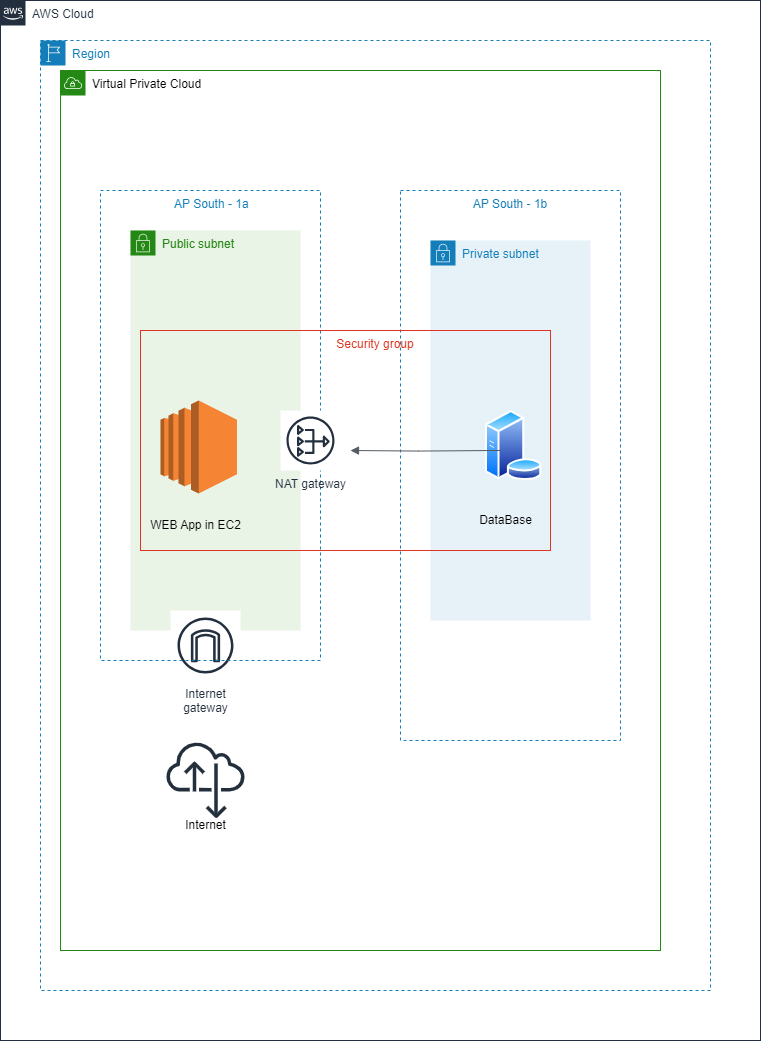 aws
AWS Cloud
Region
Virtual Private Cloud
AP South - 1a
AP South - 1b
Public subnet
Private subnet
Security group
NAT gateway
WEB App in EC2
DataBase
Internet
gateway
Internet